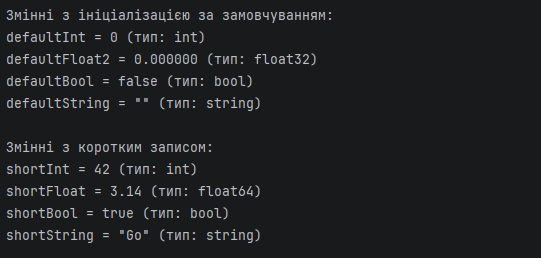 Змінні з ініціалізацією за замовчуванням:
defaultInt = 0 (тип: int)
defaultFloat2 = 0.000000 (тип: float32)
defaultBool = false (тип: bool)
defaultString = "" (тип: string)

Змінні з коротким записом:
shortInt = 42 (тип: int)
shortFloat = 3.14 (тип: float64)
shortBool = true (тип: bool)
shortString = "Go" (тип: string)